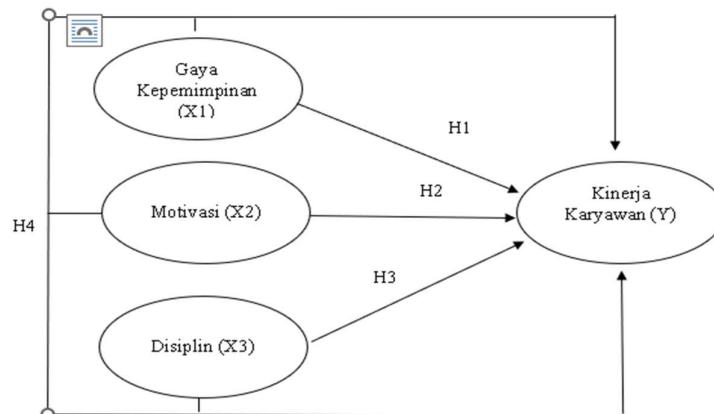 Gaya
Kepemimpinan
(X1)
H1
Motivasi (X2)
H2
Kinerja
Karyawan (Y)
H4
H3
Disiplin (X3)